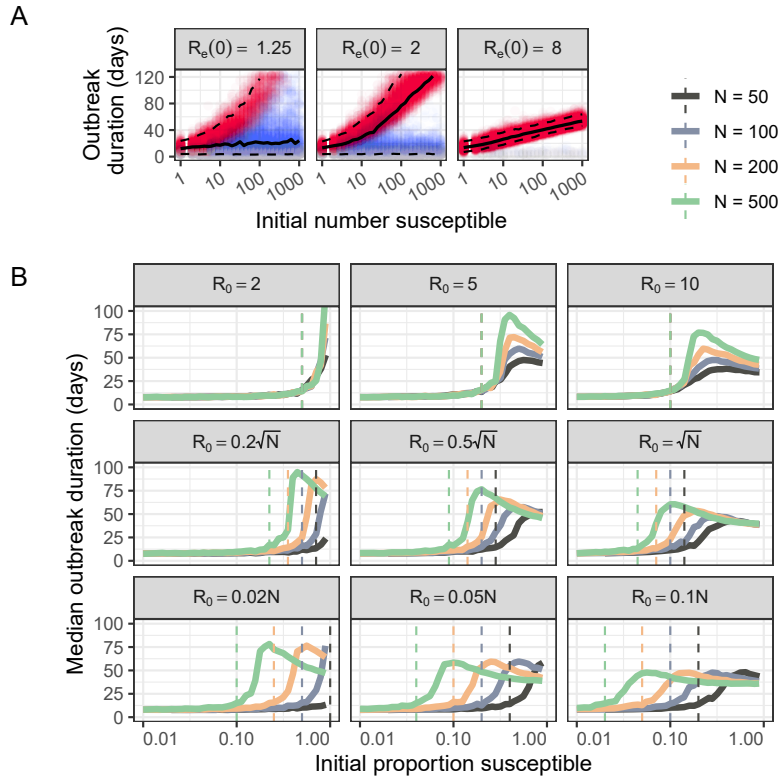 A
Re(0) = 1.25
Re(0) = 2
Re(0) = 8
Outbreak
duration (days)
120
80
40
0
1
10
100
1000
1
10
100
1000
1
10
100
1000
Initial number susceptible
N = 50
N = 100
N = 200
N = 500
B
R0 = 2
R0 = 5
R0 = 10
100
75
50
25
0
R0 = 0.2√N
R0 = 0.5√N
R0 = √N
100
75
50
25
0
R0 = 0.02N
R0 = 0.05N
R0 = 0.1N
100
75
50
25
0
Median outbreak duration (days)
0.01
0.10
1.00
0.01
0.10
1.00
0.01
0.10
1.00
Initial proportion susceptible